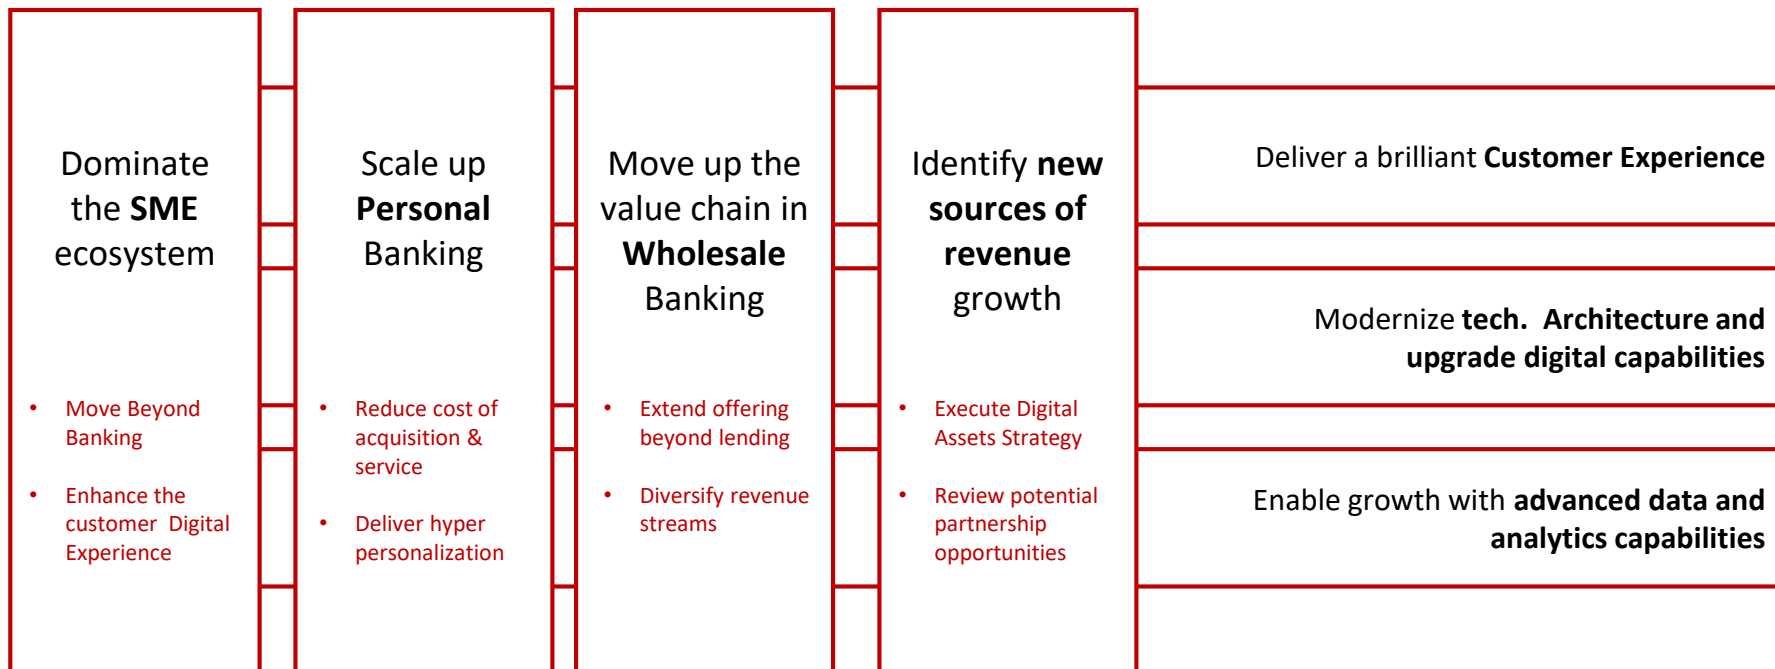 Dominate
the SME
ecosystem
• Move Beyond
Banking
• Enhance the
customer  Digital
Experience
Scale up
Personal
Banking
• Reduce cost of
acquisition &
service
• Deliver hyper
personalization
Move up the
value chain in
Wholesale
Banking
• Extend offering
beyond lending
• Diversify revenue
streams
Identify new
sources of
revenue
growth
• Execute Digital
Assets Strategy
• Review potential
partnership
opportunities
Deliver a brilliant Customer Experience
Modernize tech.  Architecture and
upgrade digital capabilities
Enable growth with advanced data and
analytics capabilities